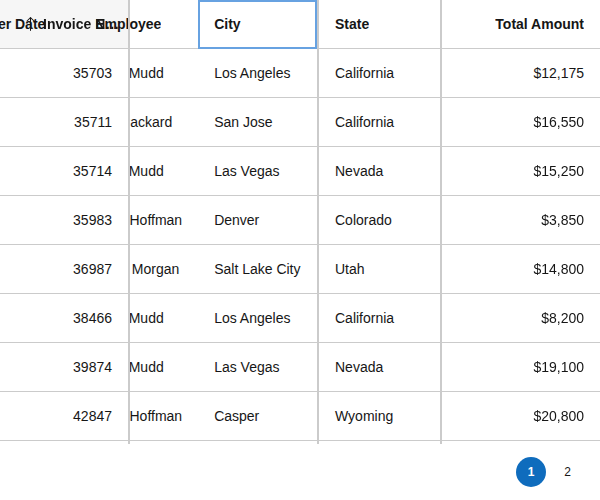 er Date Invoice Employee City State Total Amount
35703 Mudd Los Angeles California $12,175
35711 ackard San Jose California $16,550
35714 Mudd Las Vegas Nevada $15,250
35983 Hoffman Denver Colorado $3,850
36987 Morgan Salt Lake City Utah $14,800
38466 Mudd Los Angeles California $8,200
39874 Mudd Las Vegas Nevada $19,100
42847 Hoffman Casper Wyoming $20,800
1 2